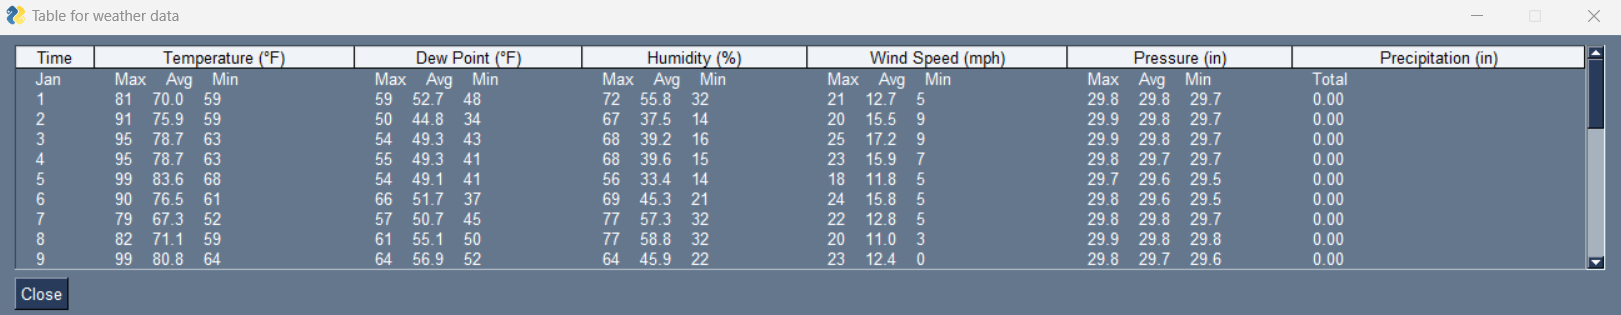 Table for weather data
Time Temperature (°F) Dew Point (°F) Humidity (%) Wind Speed (mph) Pressure (in) Precipitation (in)
Jan Max Avg Min Max Avg Min Max Avg Min Max Avg Min Max Avg Min Total
1 81 70.0 59 59 52.7 48 72 55.8 32 21 12.7 5 29.8 29.8 29.7 0.00
2 91 75.9 59 50 44.8 34 67 37.5 14 20 15.5 9 29.9 29.8 29.7 0.00
3 95 78.7 63 54 49.3 43 68 39.2 16 25 17.2 9 29.9 29.8 29.7 0.00
4 95 78.7 63 55 49.3 41 68 39.6 15 23 15.9 7 29.8 29.7 29.7 0.00
5 99 83.6 68 54 49.1 41 56 33.4 14 18 11.8 5 29.7 29.6 29.5 0.00
6 90 76.5 61 66 51.7 37 69 45.3 21 24 15.8 5 29.8 29.6 29.5 0.00
7 79 67.3 52 57 50.7 45 77 57.3 32 22 12.8 5 29.8 29.8 29.7 0.00
8 82 71.1 59 61 55.1 50 77 58.8 32 20 11.0 3 29.9 29.8 29.8 0.00
9 99 80.8 64 64 56.9 52 64 45.9 22 23 12.4 0 29.8 29.7 29.6 0.00
Close